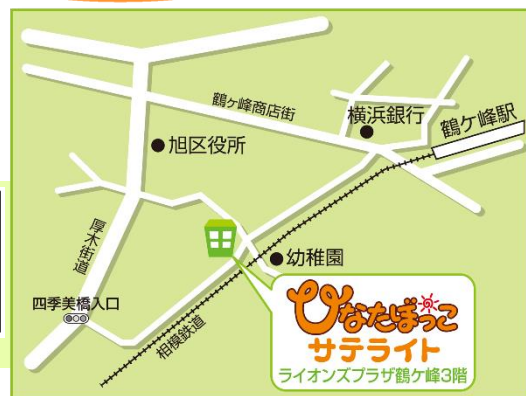 鶴ヶ峰商店街
横浜銀行
鶴ケ峰駅
旭区役所
厚木街道
幼稚園
四季美橋入口
相模鉄道
ひなたぼっこ
サテライト
ライオンズプラザ鶴ケ峰3階